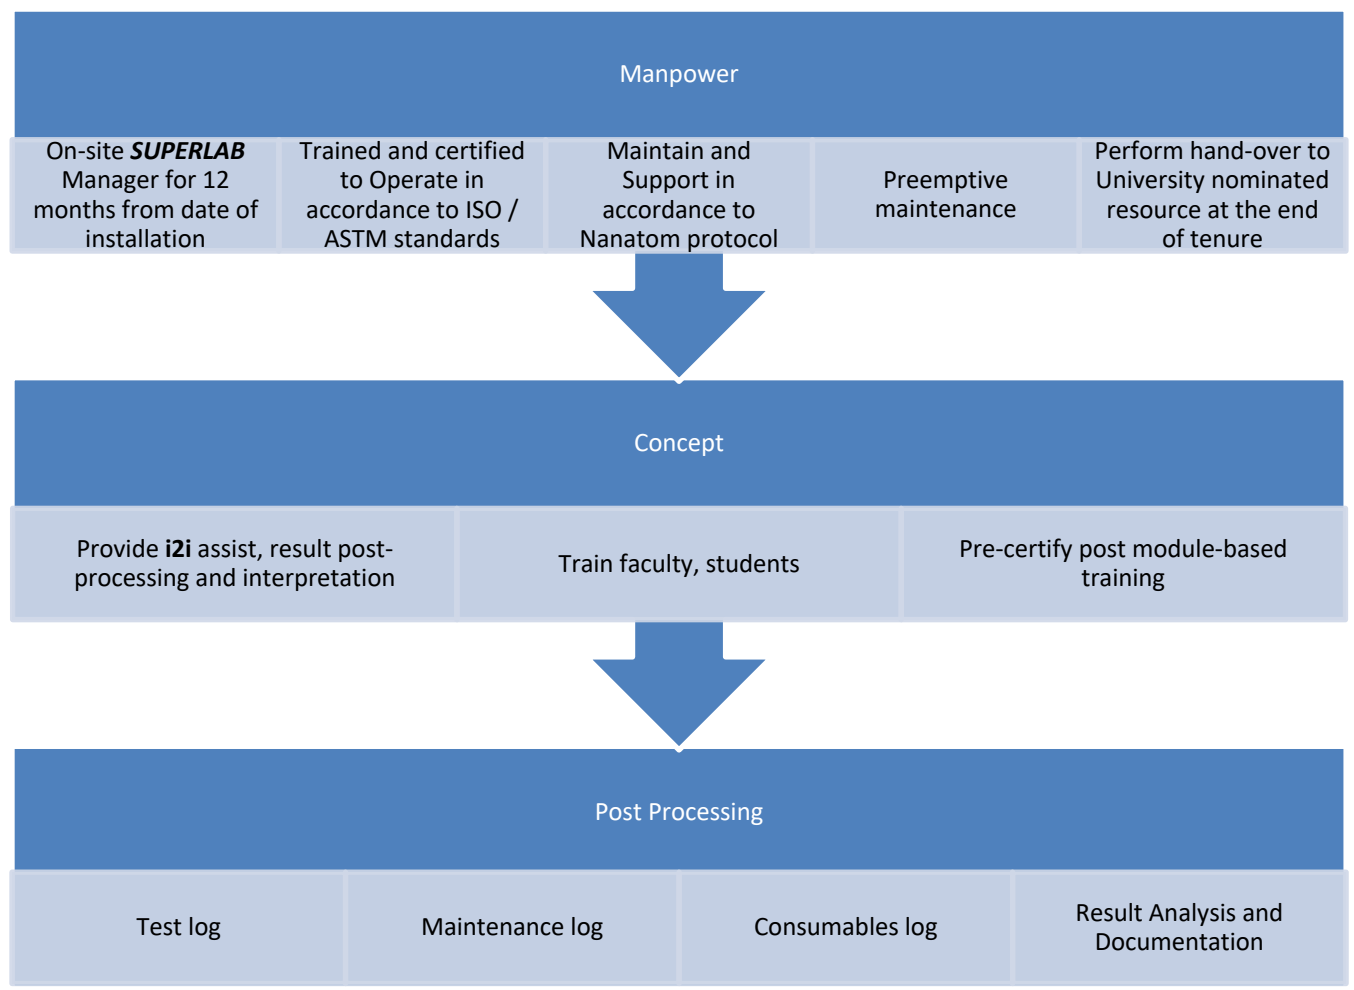 Manpower
On-site SUPERLAB
Manager for 12
months from date of
installation
Trained and certified
to Operate in
accordance to ISO /
ASTM standards
Maintain and
Support in
accordance to
Nanatom protocol
Preemptive
maintenance
Perform hand-over to
University nominated
resource at the end
of tenure
Concept
Provide i2i assist, result post-
processing and interpretation
Train faculty, students
Pre-certify post module-based
training
Post Processing
Test log
Maintenance log
Consumables log
Result Analysis and
Documentation